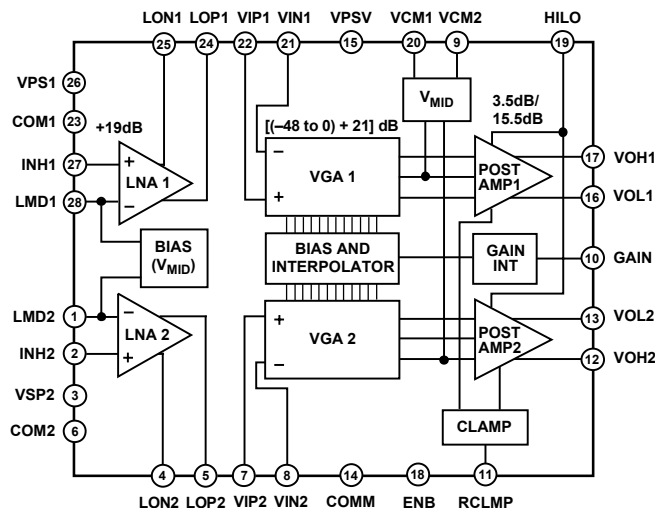 LON1 LOP1 VIP1 VIN1 VPSV VCM1 VCM2 HILO
25 24 22 21 15 20 9 19
VPS1 26
COM1 23
+19dB
[(–48 to 0) + 21] dB
VMID
3.5dB/
15.5dB
INH1 27
+
LNA 1
–
LMD1 28
–
VGA 1
+
POST
AMP1
17 VOH1
16 VOL1
BIAS
(VMID)
BIAS AND
INTERPOLATOR
GAIN
INT
10 GAIN
LMD2 1
–
LNA 2
+
INH2 2
+
VGA 2
–
POST
AMP2
13 VOL2
12 VOH2
VSP2 3
COM2 6
CLAMP
4 5 7 8 14 18 11
LON2 LOP2 VIP2 VIN2 COMM ENB RCLMP